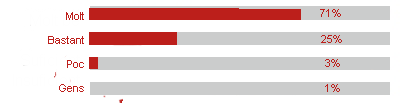 Molt 71%
Bastant 25%
Poc 3%
Gens 1%